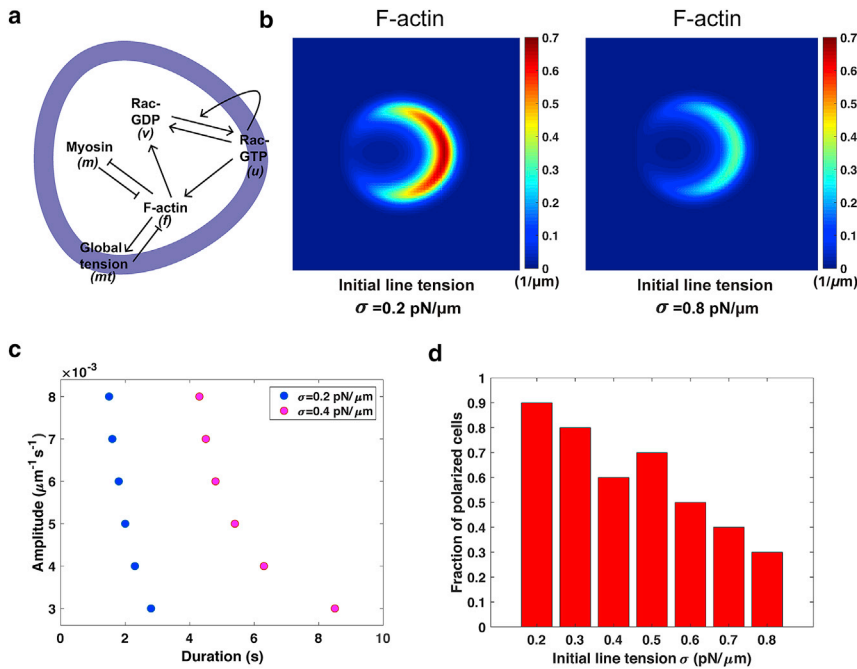 a
Rac-
GDP
(v)
Myosin
(m)
Rac-
GTP
(u)
F-actin
(f)
Global
tension
(mt)
b
F-actin
0.7
0.6
0.5
0.4
0.3
0.2
0.1
0
(1/μm)
Initial line tension
σ =0.2 pN/μm
F-actin
0.7
0.6
0.5
0.4
0.3
0.2
0.1
0
(1/μm)
Initial line tension
σ =0.8 pN/μm
c
×10⁻³
8
7
6
5
4
3
Amplitude (μm⁻¹s⁻¹)
σ=0.2 pN/μm
σ=0.4 pN/μm
0 2 4 6 8 10
Duration (s)
d
1
0.9
0.8
0.7
0.6
0.5
0.4
0.3
0.2
0.1
0
Fraction of polarized cells
0.2 0.3 0.4 0.5 0.6 0.7 0.8
Initial line tension σ (pN/μm)